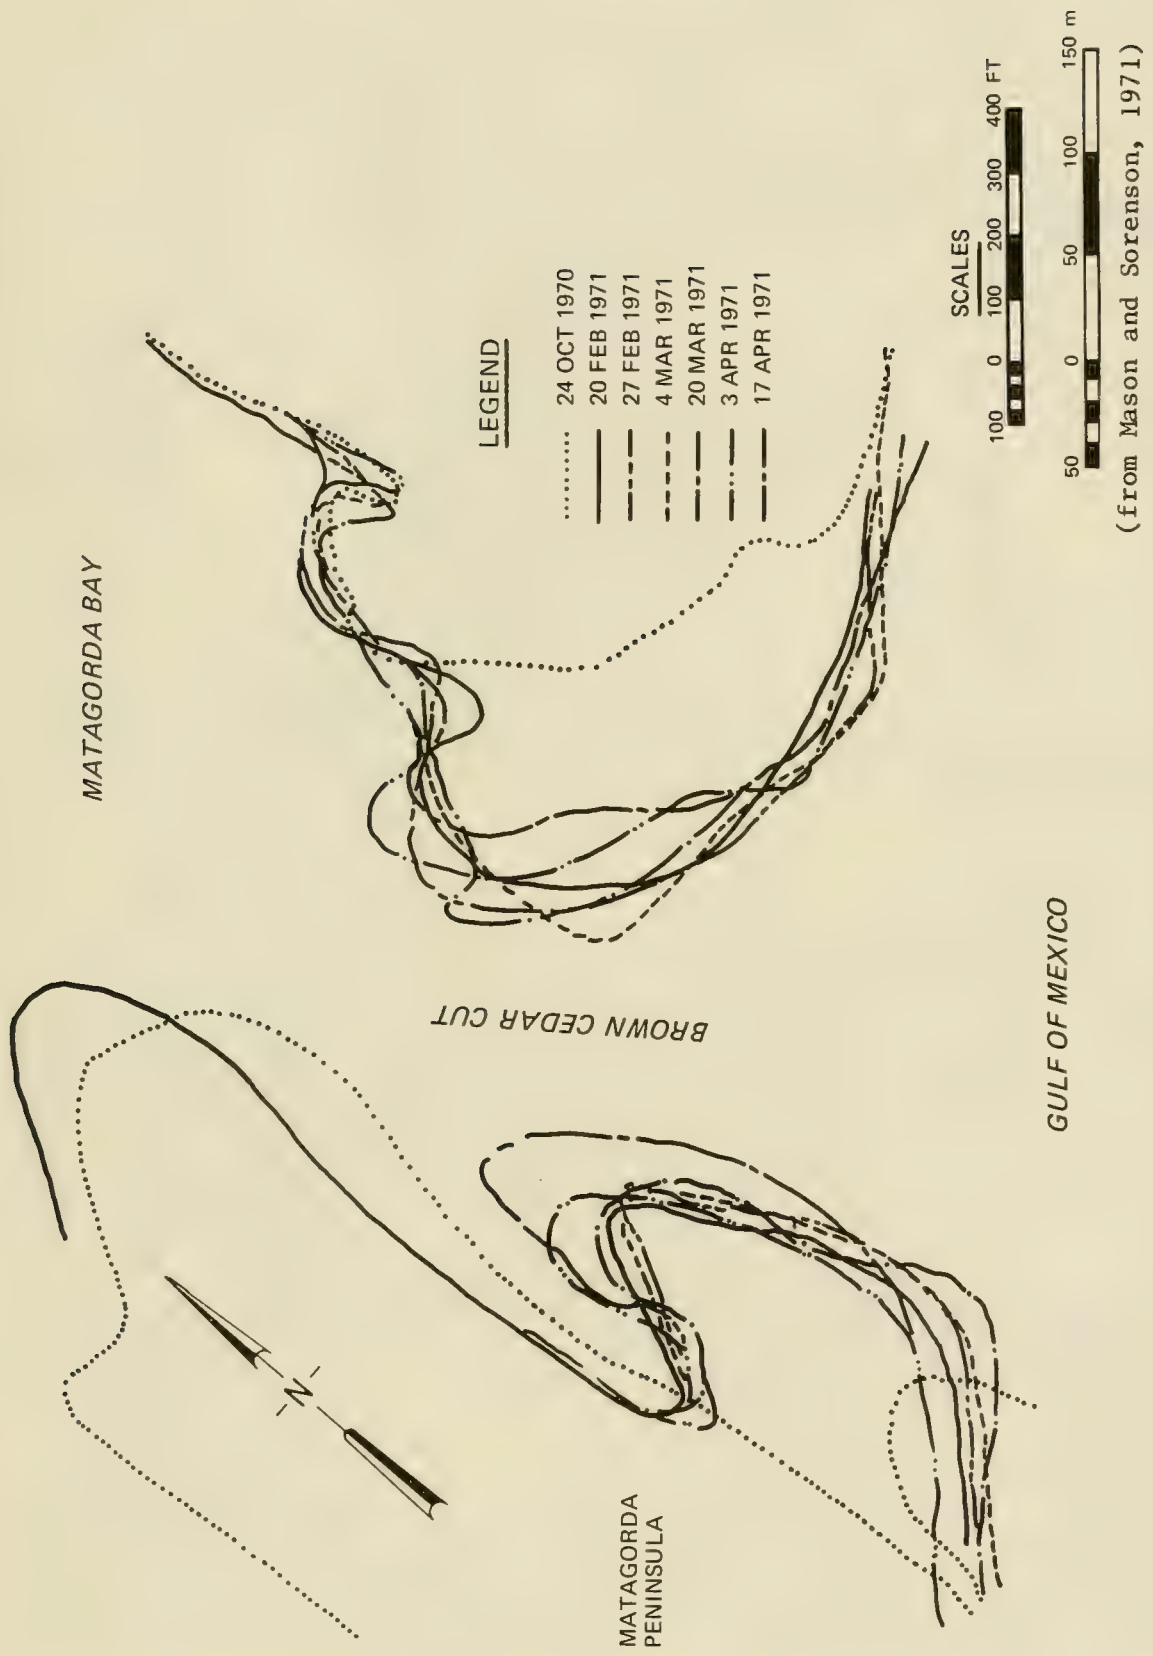 MATAGORDA BAY
BROWN CEDAR CUT
MATAGORDA
PENINSULA
GULF OF MEXICO
N
LEGEND
24 OCT 1970
20 FEB 1971
27 FEB 1971
4 MAR 1971
20 MAR 1971
3 APR 1971
17 APR 1971
SCALES
100 0 100 200 300 400 FT
50 0 50 100 150 m
(from Mason and Sorenson, 1971)